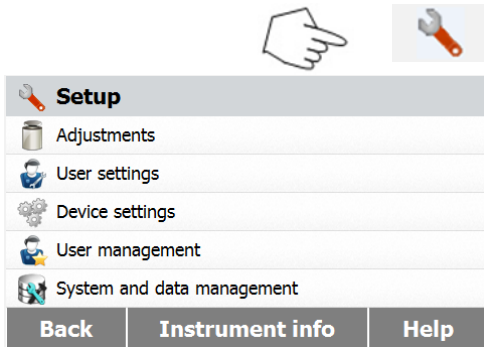 Setup
Adjustments
User settings
Device settings
User management
System and data management
Back Instrument info Help